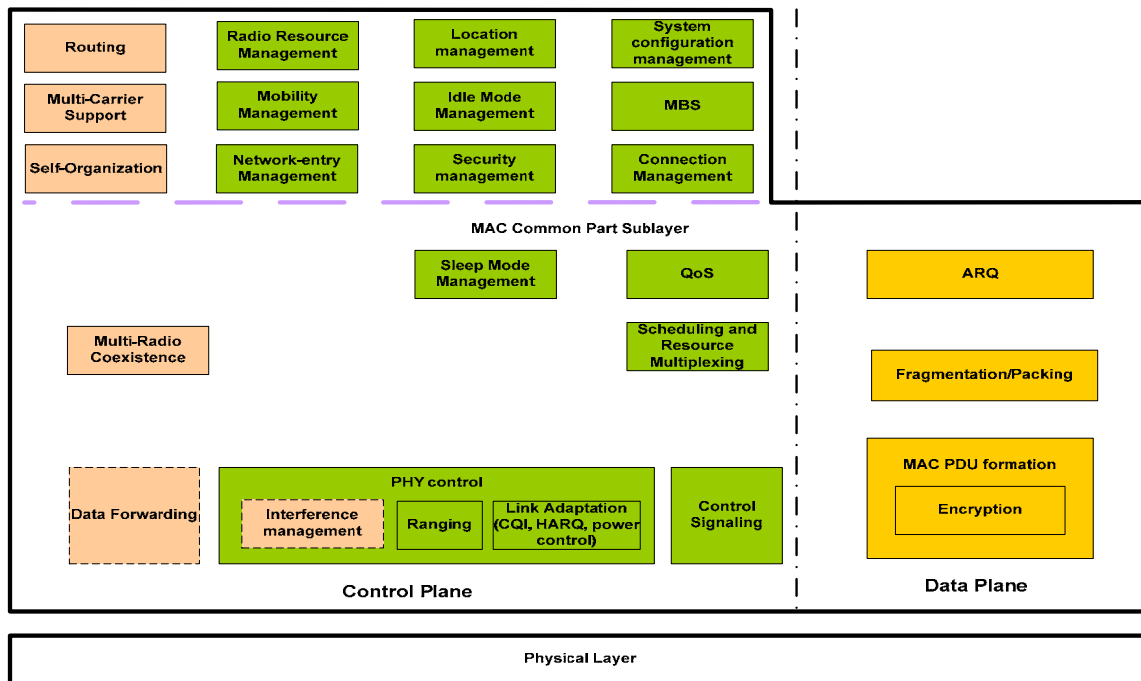 Routing
Radio Resource
Management
Location
management
System
configuration
management
Multi-Carrier
Support
Mobility
Management
Idle Mode
Management
MBS
Self-Organization
Network-entry
Management
Security
management
Connection
Management
MAC Common Part Sublayer
Sleep Mode
Management
QoS
ARQ
Multi-Radio
Coexistence
Scheduling and
Resource
Multiplexing
Fragmentation/Packing
Data Forwarding
PHY control
Interference
management
Ranging
Link Adaptation
(CQI, HARQ, power
control)
Control
Signaling
MAC PDU formation
Encryption
Control Plane
Data Plane
Physical Layer